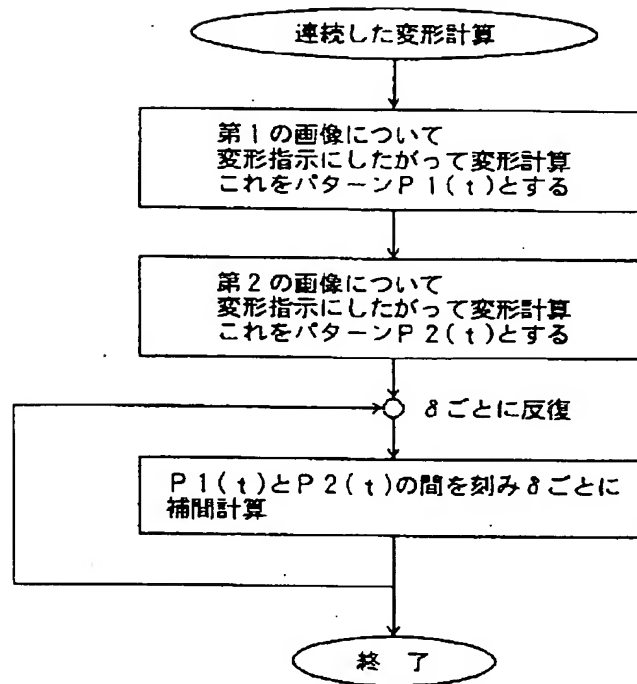 連続した変形計算
第1の画像について
変形指示にしたがって変形計算
これをパターンP1(t)とする
第2の画像について
変形指示にしたがって変形計算
これをパターンP2(t)とする
δごとに反復
P1(t)とP2(t)の間を刻みδごとに
補間計算
終 了